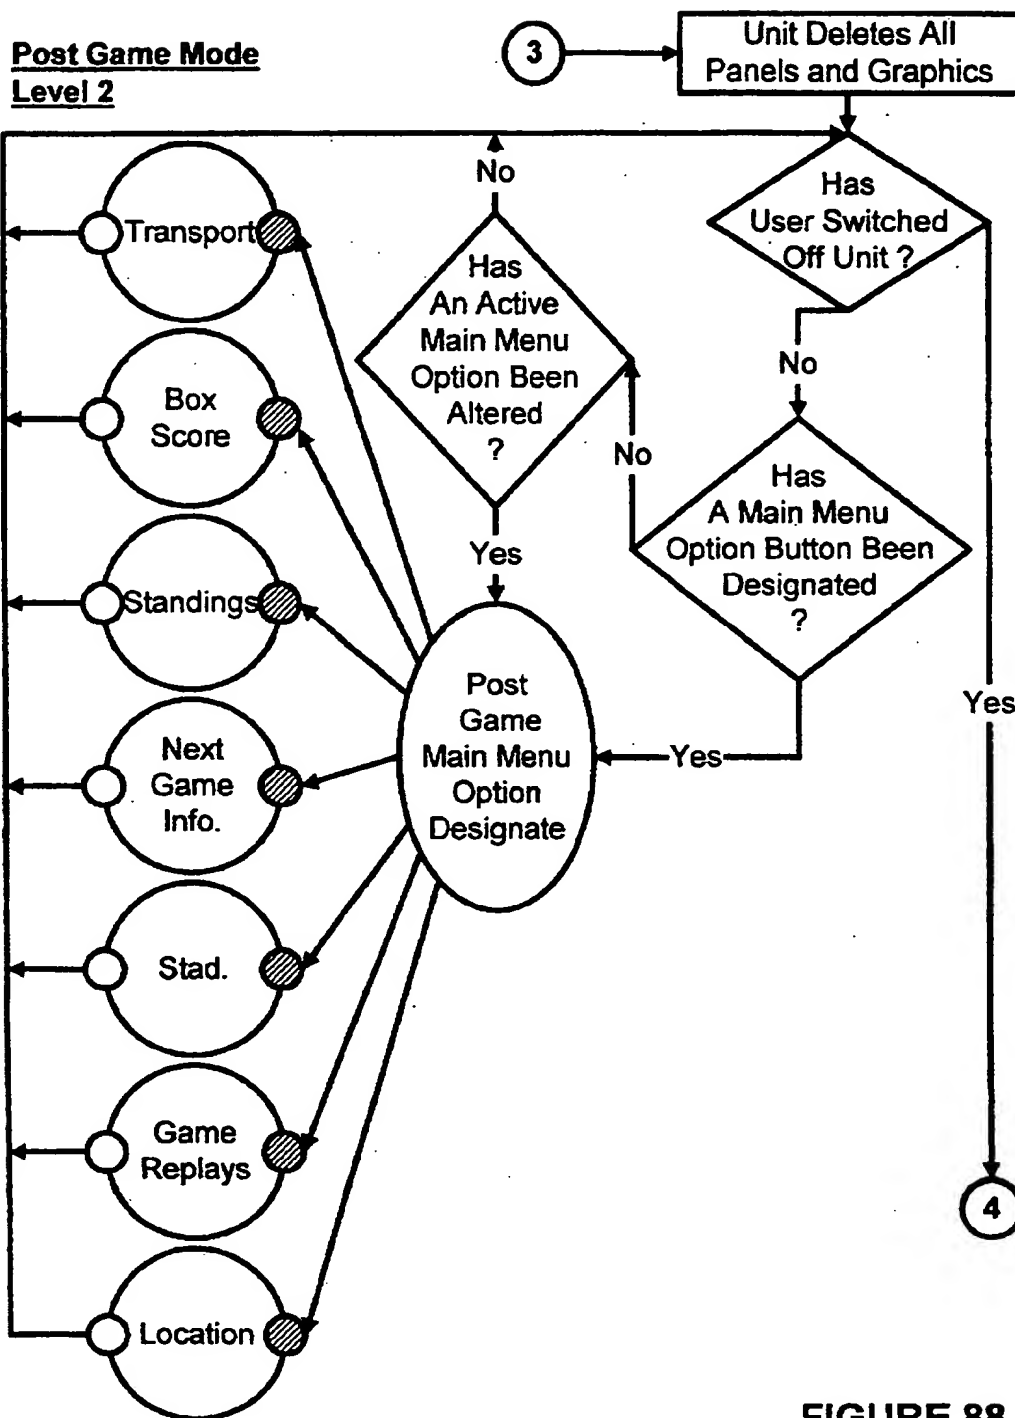 Post Game Mode
Level 2
3
Unit Deletes All
Panels and Graphics
Has
User Switched
Off Unit ?
No
Yes
Has
A Main Menu
Option Button Been
Designated
?
No
Yes
Has
An Active
Main Menu
Option Been
Altered
?
No
Yes
Post
Game
Main Menu
Option
Designate
Transport
Box
Score
Standings
Next
Game
Info.
Stad.
Game
Replays
Location
4
FIGURE 88